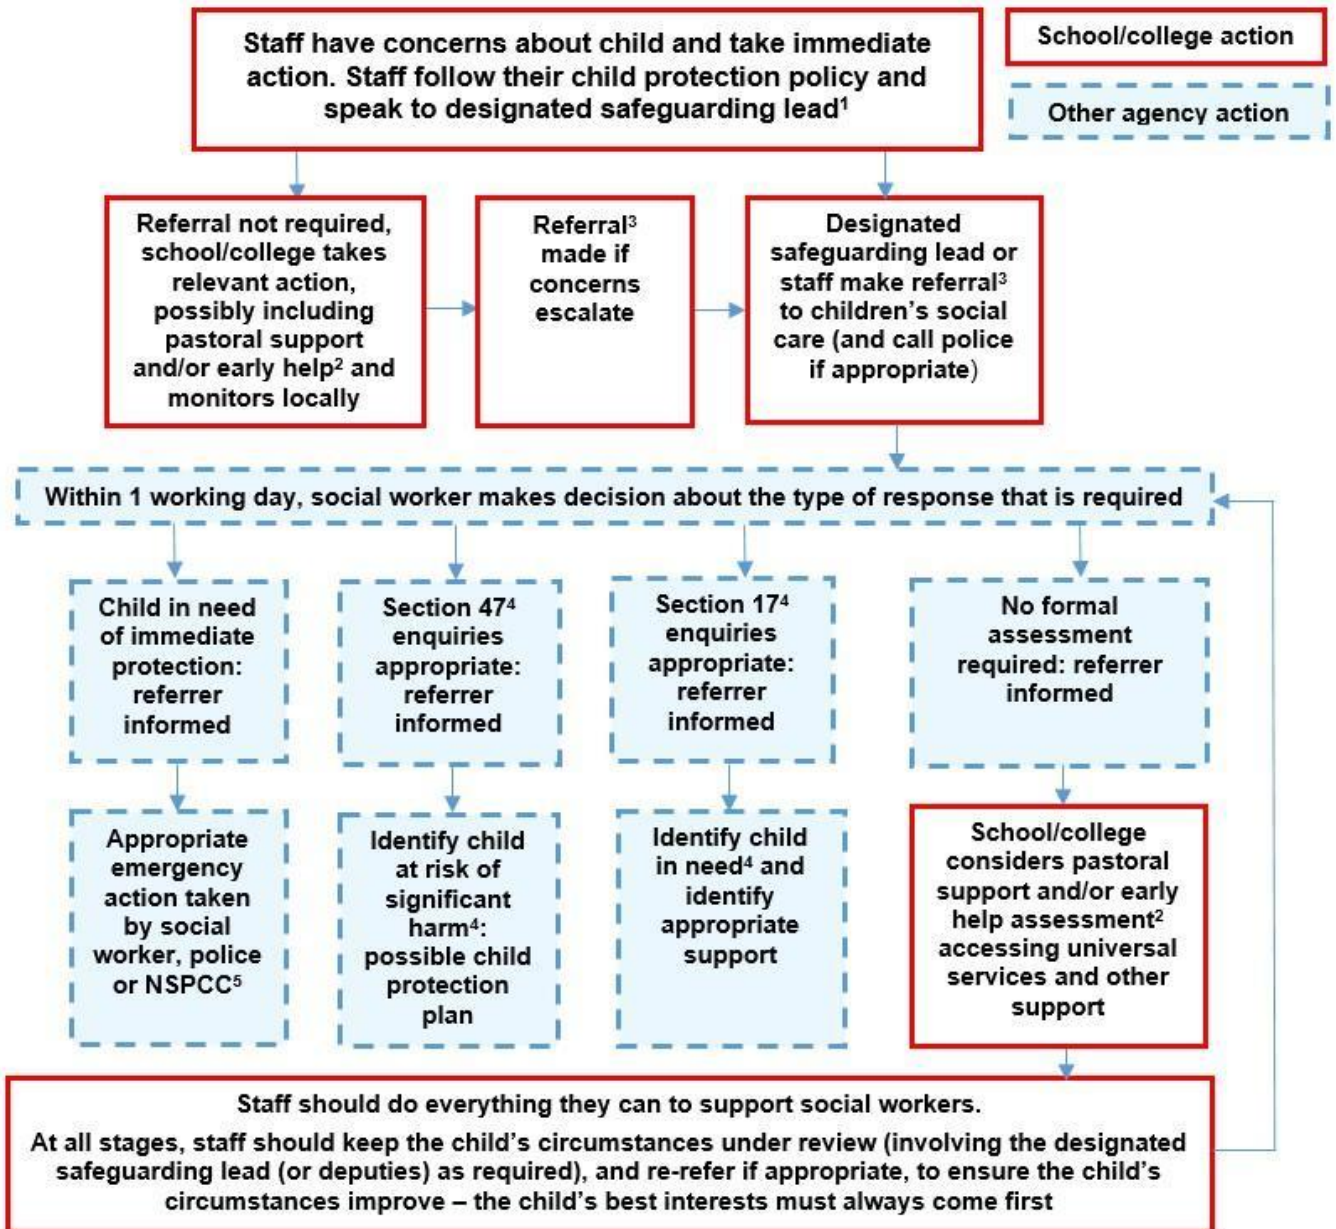 Staff have concerns about child and take immediate
action. Staff follow their child protection policy and
speak to designated safeguarding lead¹
School/college action
Other agency action
Referral not required,
school/college takes
relevant action,
possibly including
pastoral support
and/or early help² and
monitors locally
Referral³
made if
concerns
escalate
Designated
safeguarding lead or
staff make referral³
to children’s social
care (and call police
if appropriate)
Within 1 working day, social worker makes decision about the type of response that is required
Child in need
of immediate
protection:
referrer
informed
Section 47⁴
enquiries
appropriate:
referrer
informed
Section 17⁴
enquiries
appropriate:
referrer
informed
No formal
assessment
required: referrer
informed
Appropriate
emergency
action taken
by social
worker, police
or NSPCC⁵
Identify child
at risk of
significant
harm⁴:
possible child
protection
plan
Identify child
in need⁴ and
identify
appropriate
support
School/college
considers pastoral
support and/or early
help assessment²
accessing universal
services and other
support
Staff should do everything they can to support social workers.
At all stages, staff should keep the child’s circumstances under review (involving the designated
safeguarding lead (or deputies) as required), and re-refer if appropriate, to ensure the child’s
circumstances improve – the child’s best interests must always come first